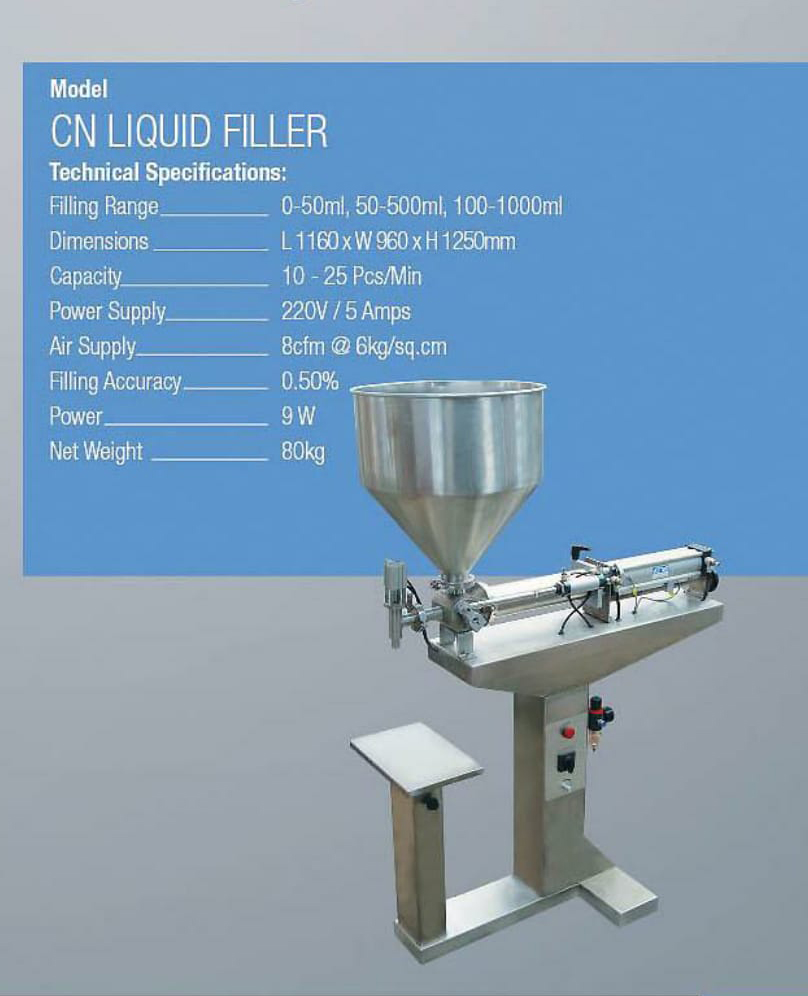 Model
CN LIQUID FILLER
Technical Specifications:
Filling Range__________ 0-50ml, 50-500ml, 100-1000ml
Dimensions __________ L 1160 x W 960 x H 1250mm
Capacity__________ 10 - 25 Pcs/Min
Power Supply__________ 220V / 5 Amps
Air Supply__________ 8cfm @ 6kg/sq.cm
Filling Accuracy__________ 0.50%
Power__________ 9 W
Net Weight __________ 80kg